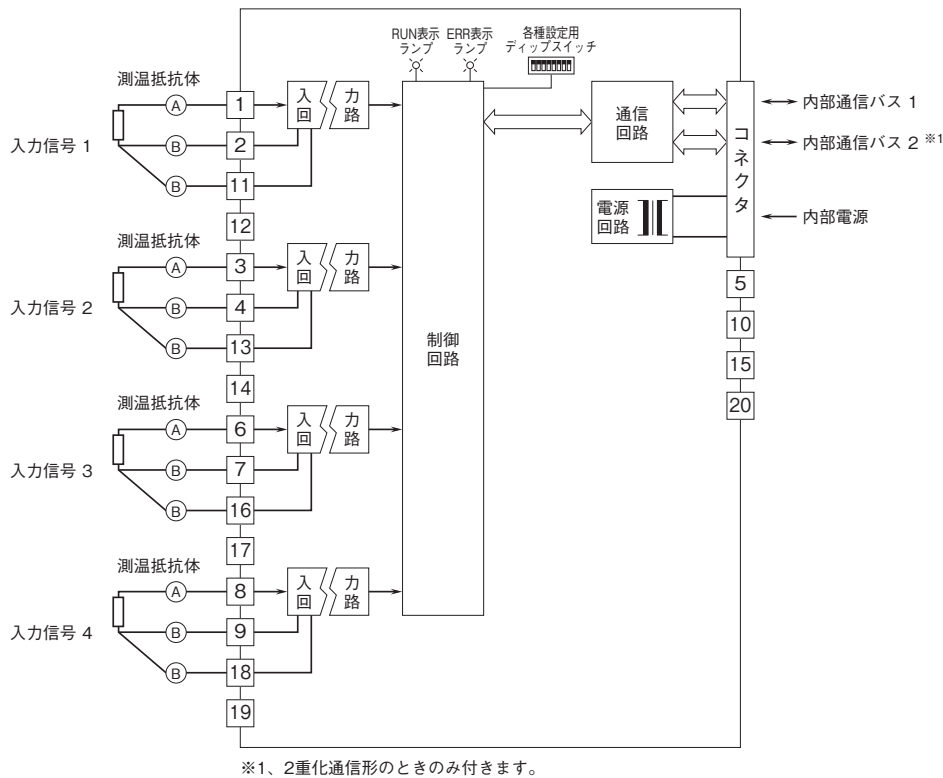 RUN表示
ランプ
ERR表示
ランプ
各種設定用
ディップスイッチ
測温抵抗体
入力信号 1
A
B
B
1
2
11
12
入力
回路
測温抵抗体
入力信号 2
A
B
B
3
4
13
14
入力
回路
測温抵抗体
入力信号 3
A
B
B
6
7
16
17
入力
回路
測温抵抗体
入力信号 4
A
B
B
8
9
18
19
入力
回路
制御
回路
通信
回路
電源
回路
コネクタ
内部通信バス 1
内部通信バス 2 ※1
内部電源
5
10
15
20
※1、2重化通信形のときのみ付きます。